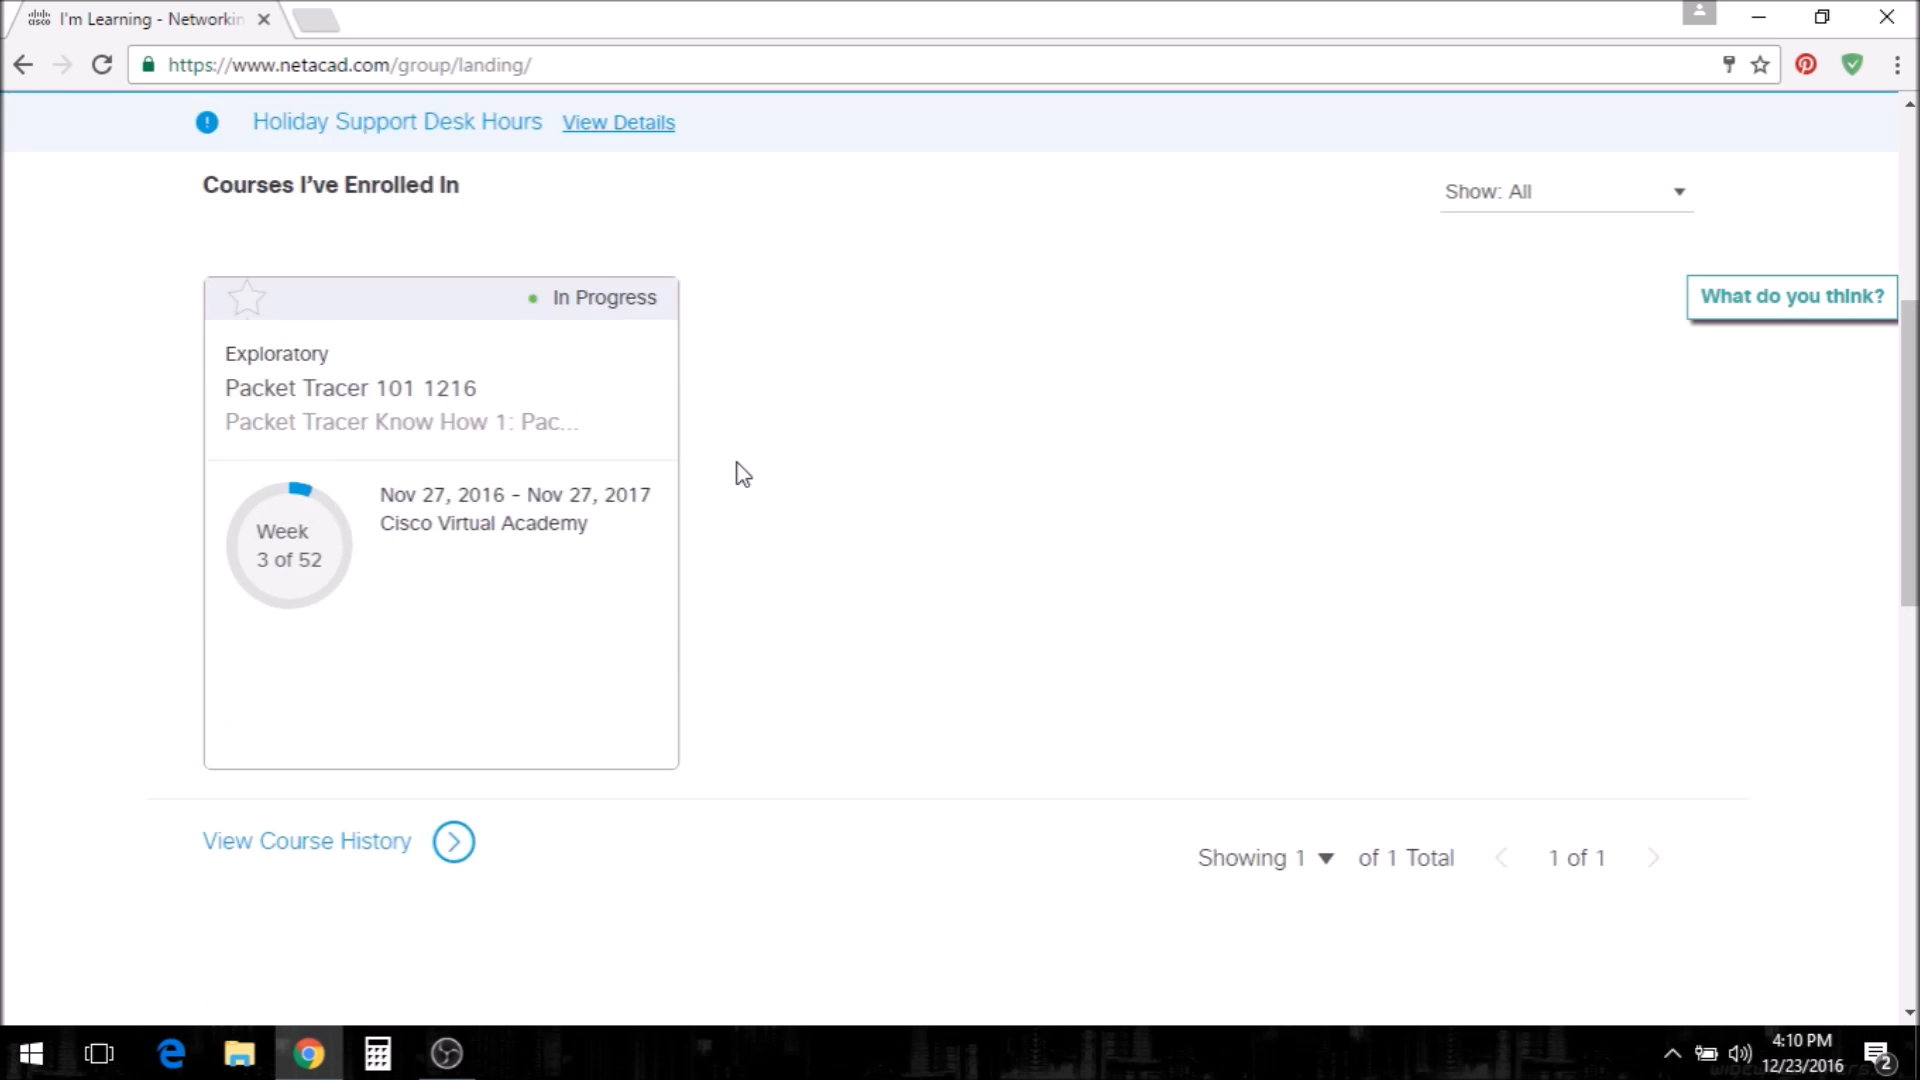 I'm Learning - Networkin
https://www.netacad.com/group/landing/
Holiday Support Desk Hours View Details
Courses I've Enrolled In
Show: All
What do you think?
In Progress
Exploratory
Packet Tracer 101 1216
Packet Tracer Know How 1: Pac...
Week
3 of 52
Nov 27, 2016 - Nov 27, 2017
Cisco Virtual Academy
View Course History
Showing 1 of 1 Total 1 of 1
4:10 PM
12/23/2016
2